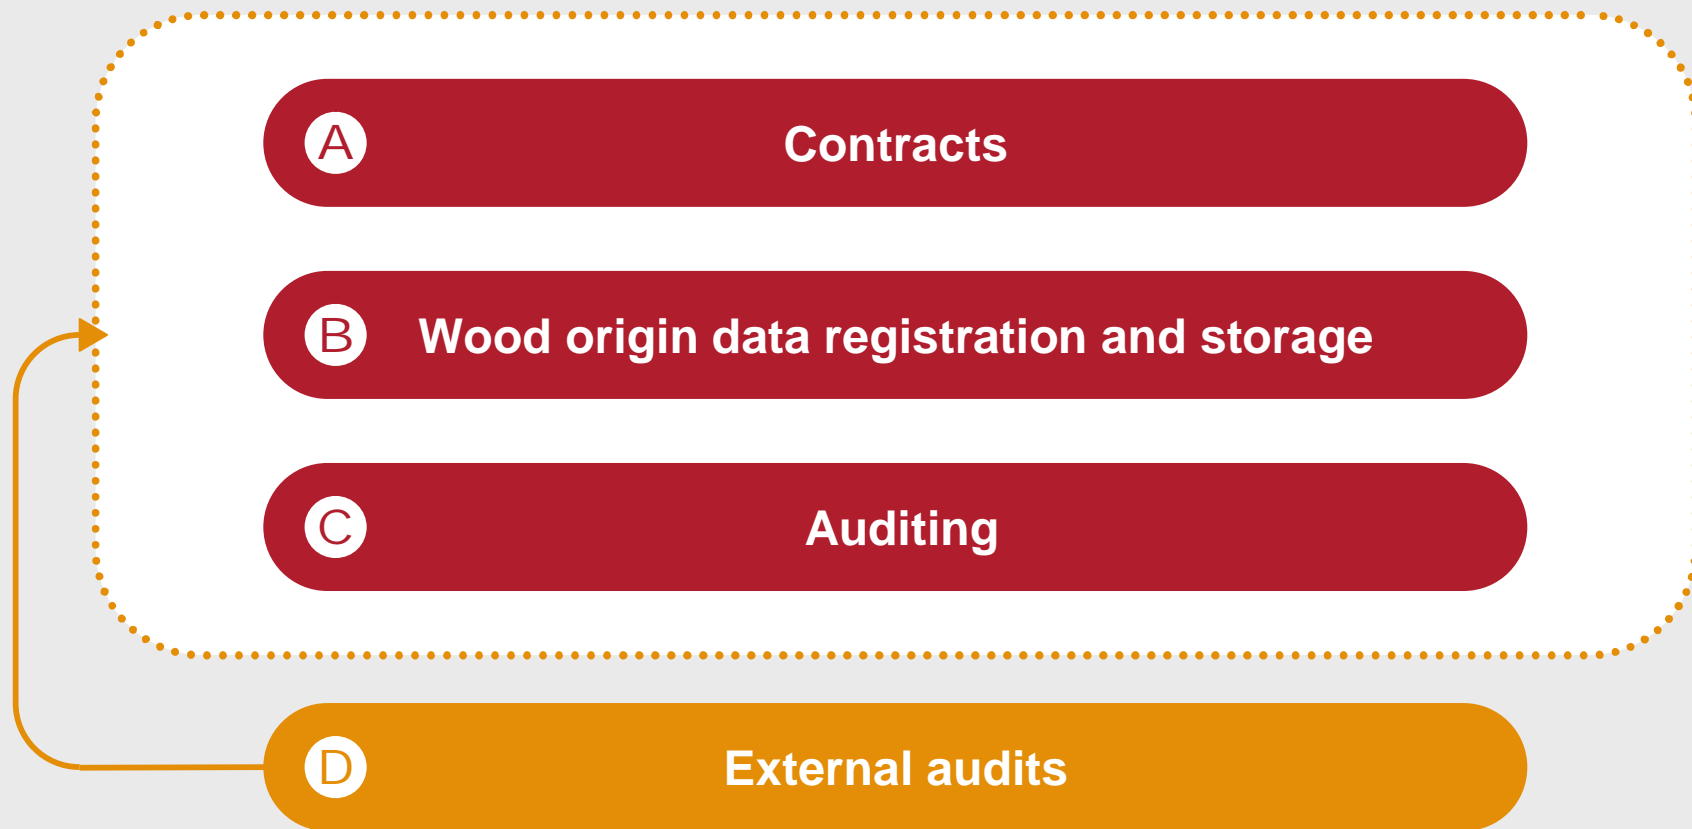 A Contracts
B Wood origin data registration and storage
C Auditing
D External audits